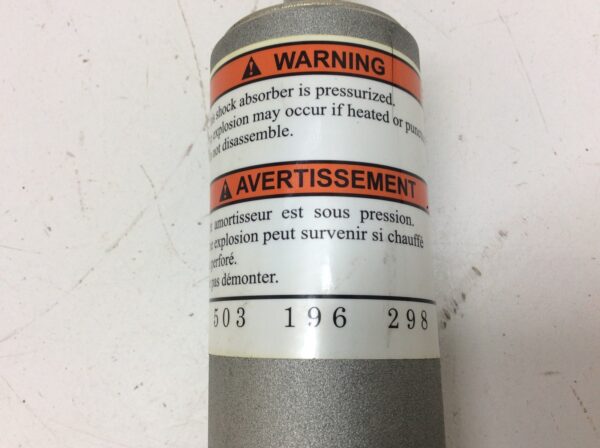 WARNING
shock absorber is pressurized.
explosion may occur if heated or
not disassemble.
AVERTISSEMENT
amortisseur est sous pression.
explosion peut survenir si chauffé
perforé.
pas démonter.
503 196 298